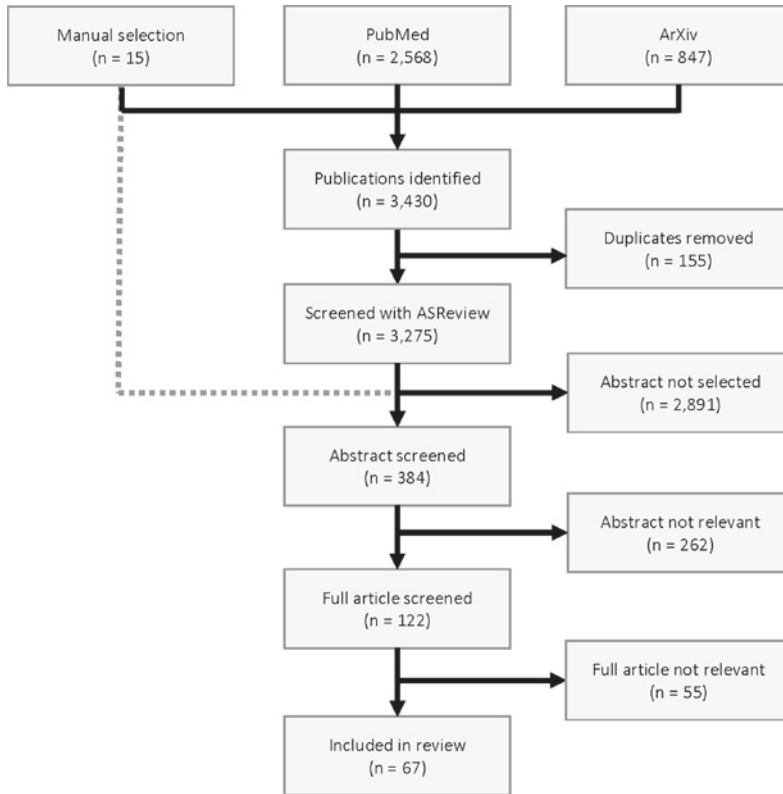 Manual selection
(n = 15)
PubMed
(n = 2,568)
ArXiv
(n = 847)
Publications identified
(n = 3,430)
Duplicates removed
(n = 155)
Screened with ASReview
(n = 3,275)
Abstract not selected
(n = 2,891)
Abstract screened
(n = 384)
Abstract not relevant
(n = 262)
Full article screened
(n = 122)
Full article not relevant
(n = 55)
Included in review
(n = 67)